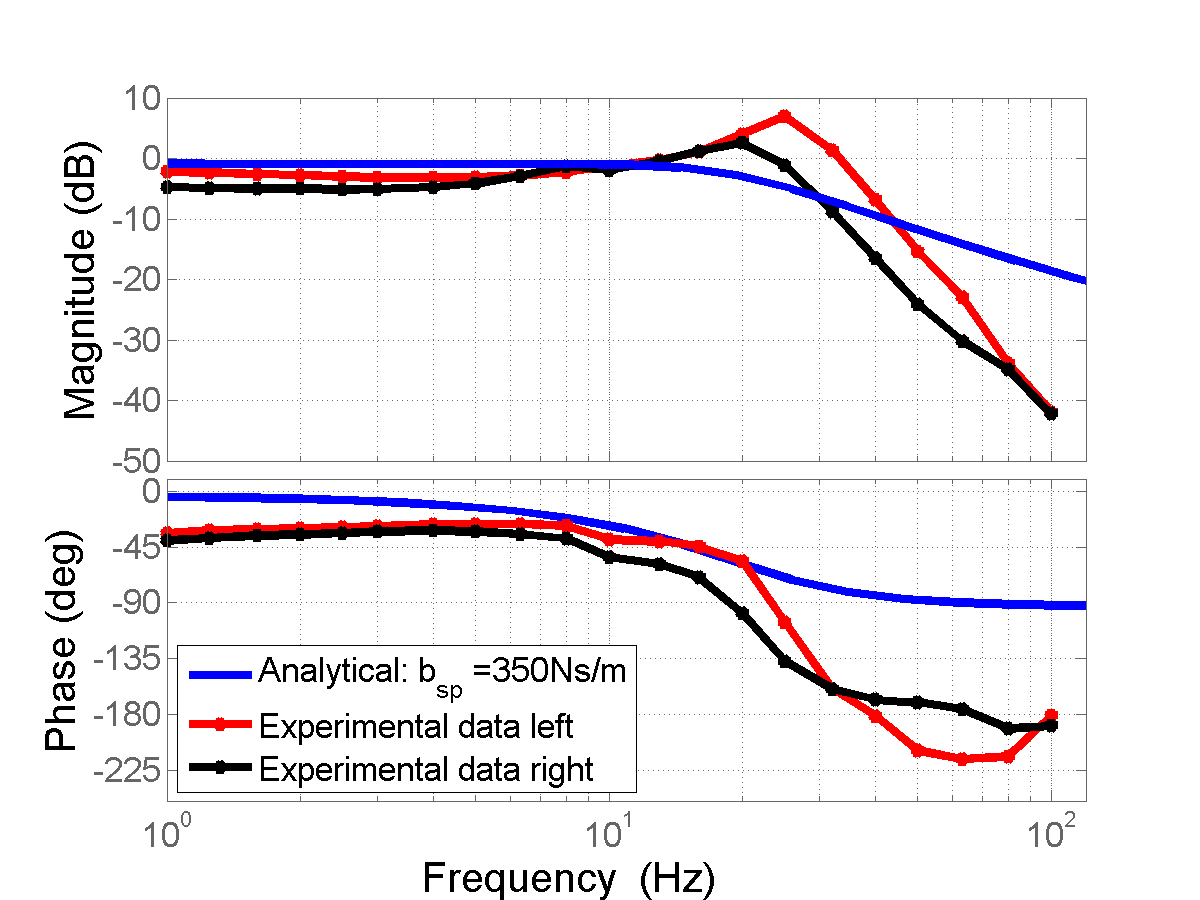 10
0
-10
-20
-30
-40
-50
Magnitude (dB)
0
-45
-90
-135
-180
-225
Phase (deg)
Analytical: b_sp =350Ns/m
Experimental data left
Experimental data right
10^0 10^1 10^2
Frequency (Hz)